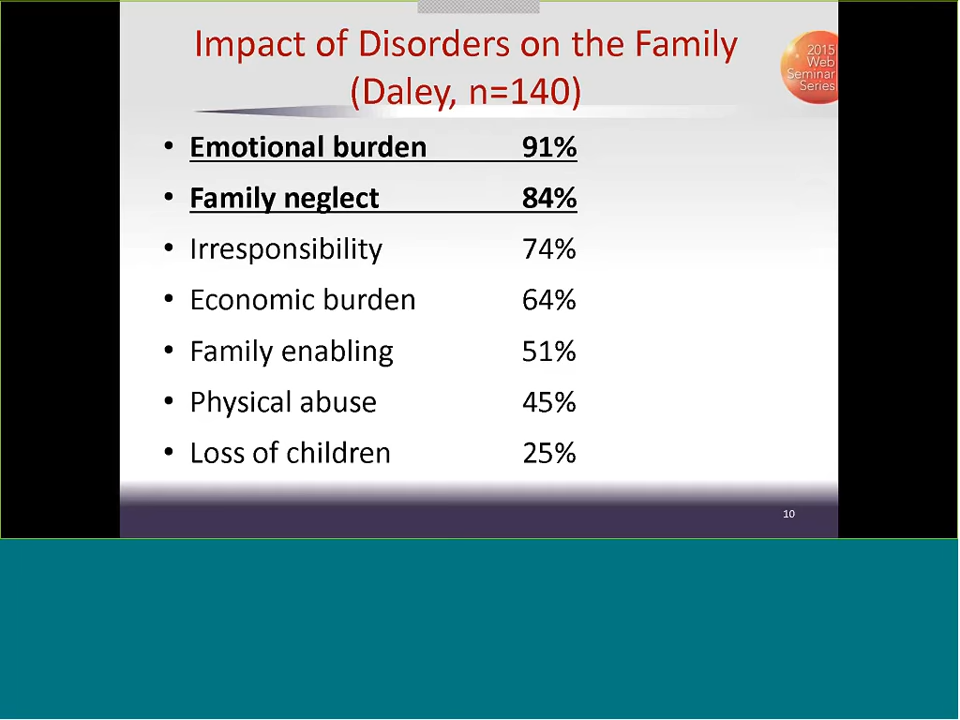 Impact of Disorders on the Family
(Daley, n=140)
2015
Web
Seminar
Series
• Emotional burden 91%
• Family neglect 84%
• Irresponsibility 74%
• Economic burden 64%
• Family enabling 51%
• Physical abuse 45%
• Loss of children 25%
10